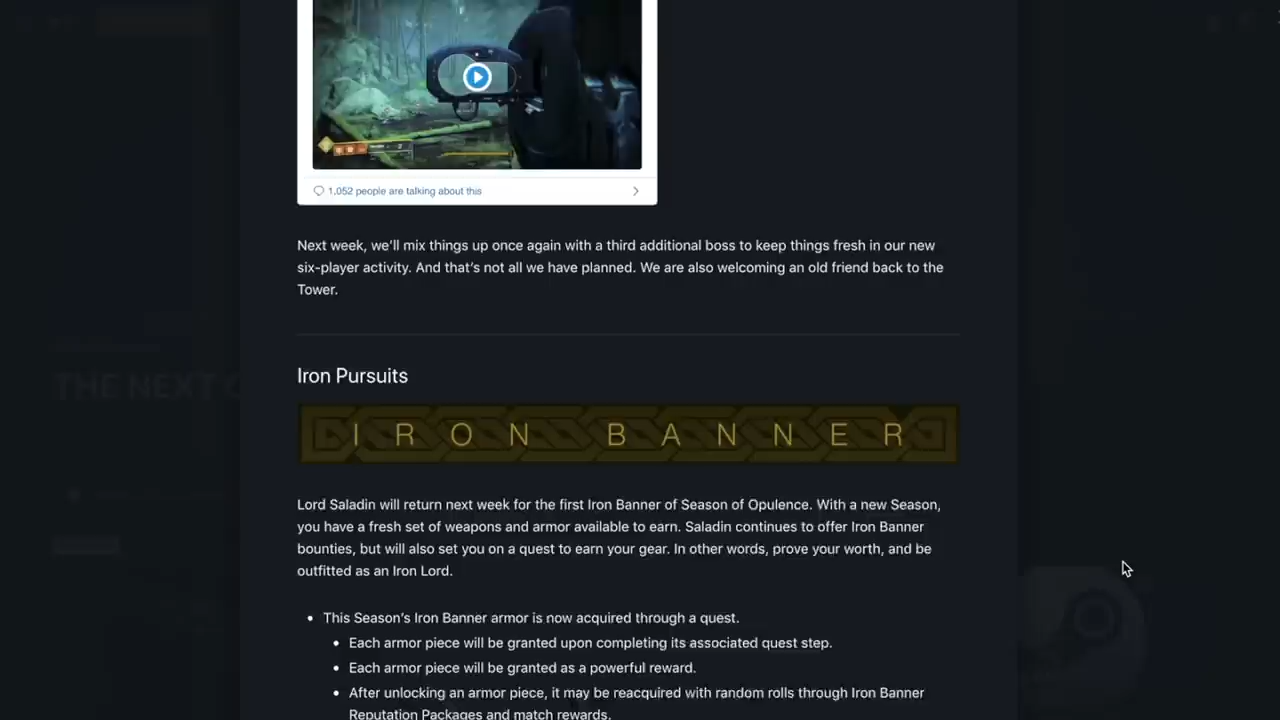 1,052 people are talking about this
Next week, we'll mix things up once again with a third additional boss to keep things fresh in our new
six-player activity. And that's not all we have planned. We are also welcoming an old friend back to the
Tower.
Iron Pursuits
IRON BANNER
Lord Saladin will return next week for the first Iron Banner of Season of Opulence. With a new Season,
you have a fresh set of weapons and armor available to earn. Saladin continues to offer Iron Banner
bounties, but will also set you on a quest to earn your gear. In other words, prove your worth, and be
outfitted as an Iron Lord.
• This Season's Iron Banner armor is now acquired through a quest.
• Each armor piece will be granted upon completing its associated quest step.
• Each armor piece will be granted as a powerful reward.
• After unlocking an armor piece, it may be reacquired with random rolls through Iron Banner
Reputation Packages and match rewards.
THE NEXT